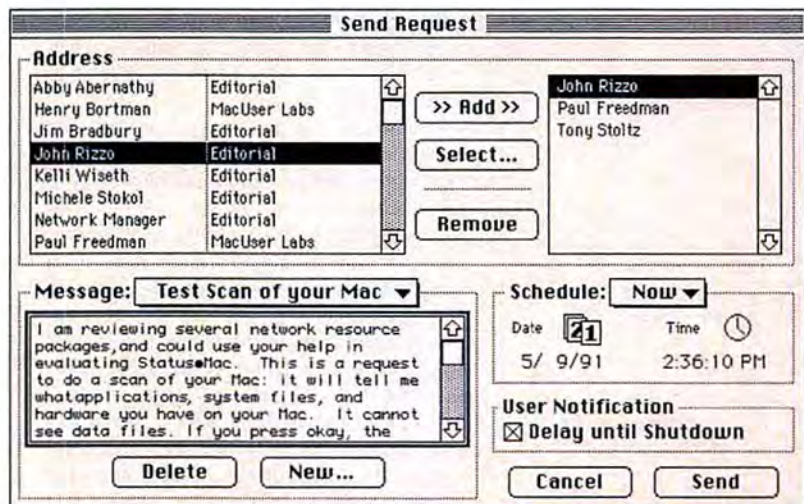 Send Request
Address
Abby Abernathy Editorial
Henry Bortman MacUser Labs
Jim Bradbury Editorial
John Rizzo Editorial
Kelli Wiseth Editorial
Michele Stokol Editorial
Network Manager Editorial
Paul Freedman MacUser Labs
>> Add >>
Select...
Remove
John Rizzo
Paul Freedman
Tony Stoltz
Message: Test Scan of your Mac
I am reviewing several network resource
packages,and could use your help in
evaluating Status●Mac. This is a request
to do a scan of your Mac: it will tell me
whatapplications, system files, and
hardware you have on your Mac. It cannot
see data files. If you press okay, the
Delete
New...
Schedule: Now
Date 21 Time
5/ 9/91 2:36:10 PM
User Notification
Delay until Shutdown
Cancel
Send